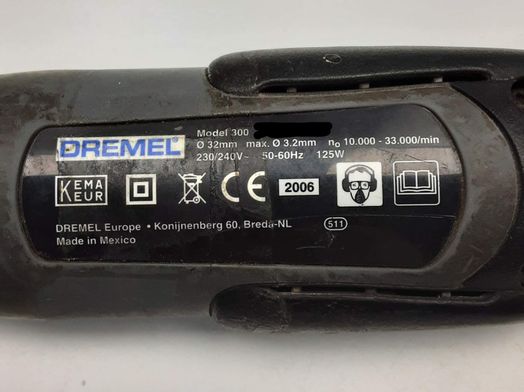 Model 300
Ø 32mm max. Ø 3.2mm n₀ 10.000 - 33.000/min
DREMEL
230/240V~ 50-60Hz 125W
KEMA
KEUR
CE
2006
DREMEL Europe • Konijnenberg 60, Breda-NL
511
Made in Mexico